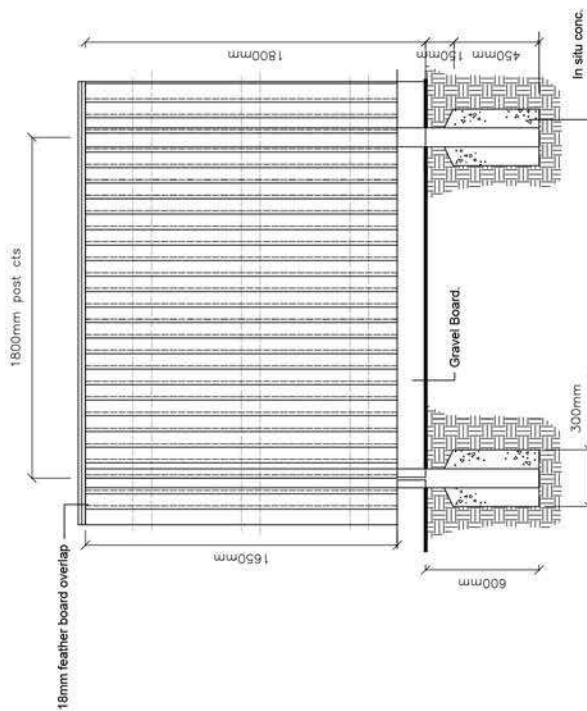 1800mm post cts
18mm feather board overlap
1800mm
150mm
450mm
1650mm
600mm
300mm
Gravel Board.
In situ conc.